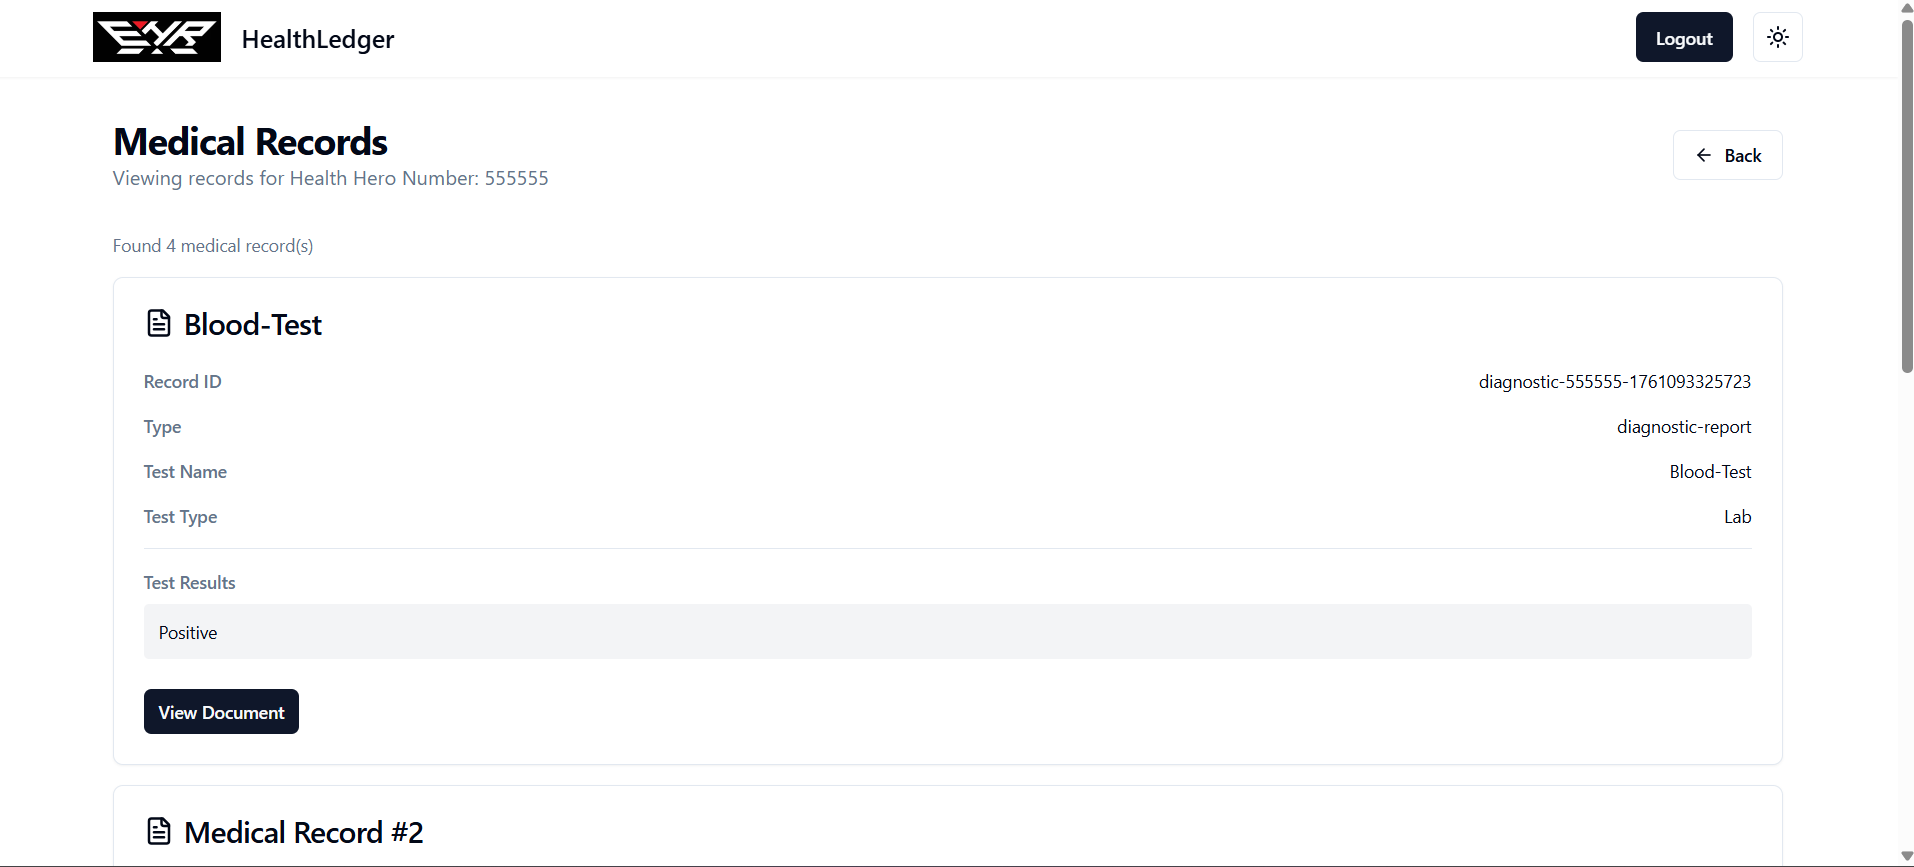 EYR
HealthLedger
Logout
Medical Records
Viewing records for Health Hero Number: 555555
Back
Found 4 medical record(s)
Blood-Test
Record ID
diagnostic-555555-1761093325723
Type
diagnostic-report
Test Name
Blood-Test
Test Type
Lab
Test Results
Positive
View Document
Medical Record #2